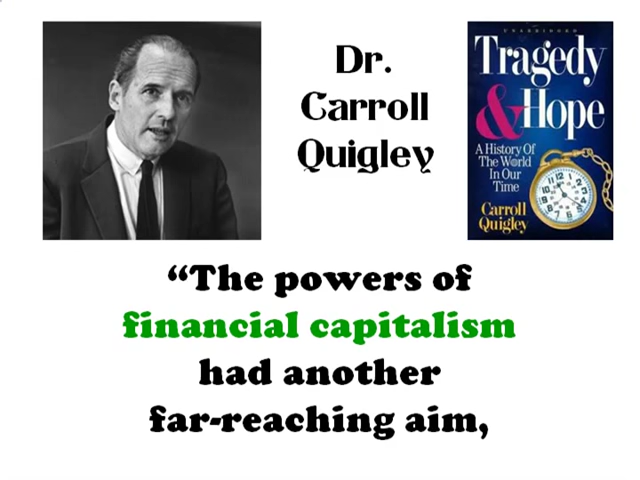 Dr.
Carroll
Quigley
UNABRIDGED
Tragedy
& Hope
A History Of
The World
In Our
Time
Carroll
Quigley
“The powers of
financial capitalism
had another
far-reaching aim,